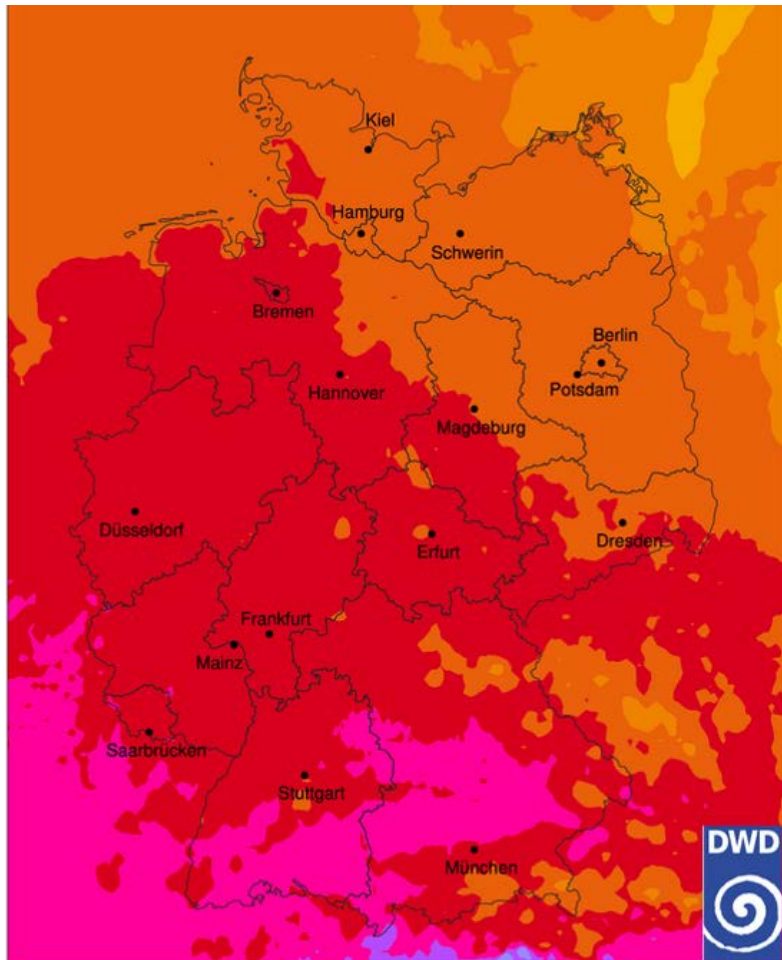 Kiel
Hamburg
Schwerin
Bremen
Berlin
Hannover
Potsdam
Magdeburg
Düsseldorf
Erfurt
Dresden
Frankfurt
Mainz
Saarbrücken
Stuttgart
DWD
München